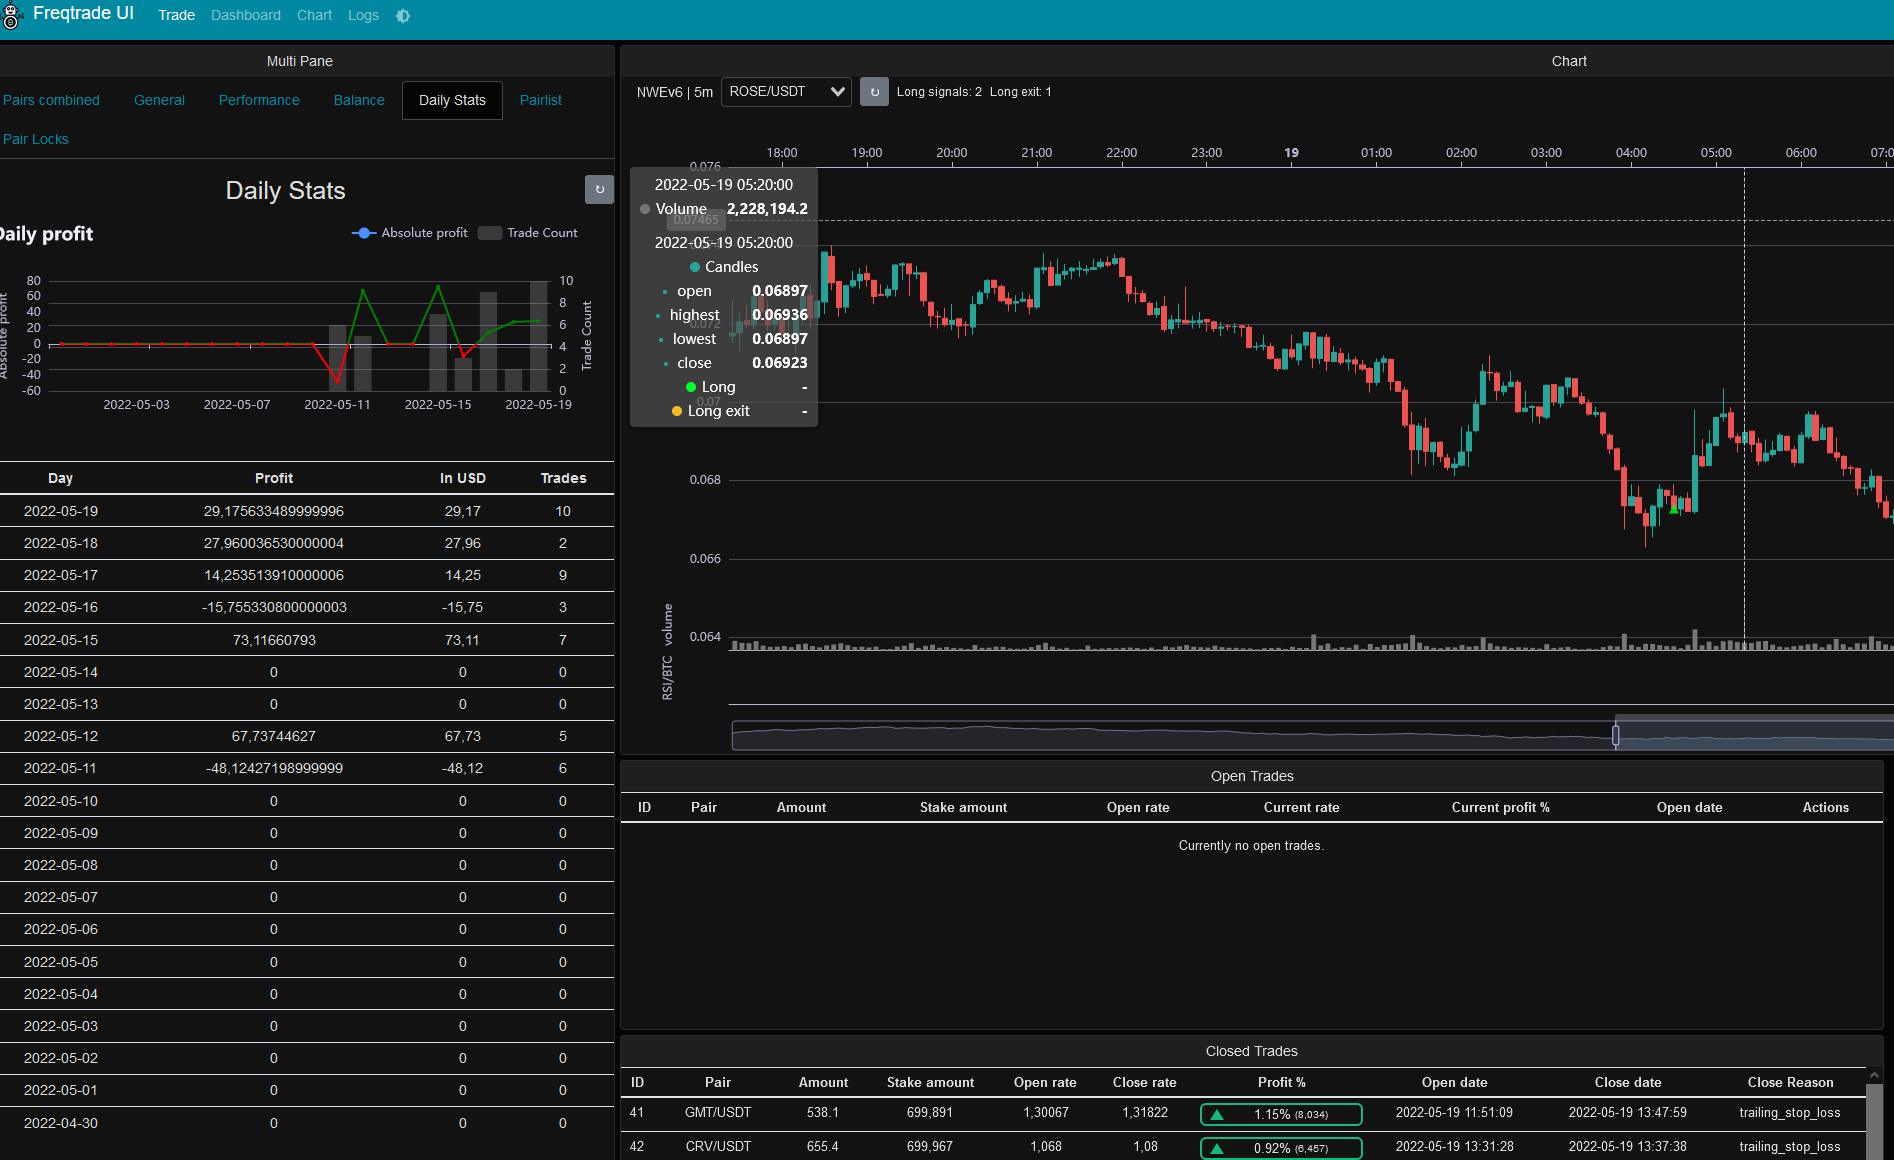 Freqtrade UI Trade Dashboard Chart Logs
Multi Pane
Pairs combined General Performance Balance Daily Stats Pairlist
Pair Locks
Daily Stats
Daily profit
Absolute profit Trade Count
80
60
40
20
0
-20
-40
-60
Absolute profit
10
8
6
4
2
0
Trade Count
2022-05-03 2022-05-07 2022-05-11 2022-05-15 2022-05-19
Day Profit In USD Trades
2022-05-19 29,175633489999996 29,17 10
2022-05-18 27,960036530000004 27,96 2
2022-05-17 14,253513910000006 14,25 9
2022-05-16 -15,755330800000003 -15,75 3
2022-05-15 73,11660793 73,11 7
2022-05-14 0 0 0
2022-05-13 0 0 0
2022-05-12 67,73744627 67,73 5
2022-05-11 -48,12427198999999 -48,12 6
2022-05-10 0 0 0
2022-05-09 0 0 0
2022-05-08 0 0 0
2022-05-07 0 0 0
2022-05-06 0 0 0
2022-05-05 0 0 0
2022-05-04 0 0 0
2022-05-03 0 0 0
2022-05-02 0 0 0
2022-05-01 0 0 0
2022-04-30 0 0 0
Chart
NWEv6 | 5m ROSE/USDT Long signals: 2 Long exit: 1
18:00 19:00 20:00 21:00 22:00 23:00 19 01:00 02:00 03:00 04:00 05:00 06:00 07:0
0.076
2022-05-19 05:20:00
Volume 2,228,194.2
0.07465
2022-05-19 05:20:00
Candles
open 0.06897
highest 0.06936
0.072
lowest 0.06897
close 0.06923
Long -
0.07
Long exit -
0.068
0.066
0.064
volume
RSI/BTC
Open Trades
ID Pair Amount Stake amount Open rate Current rate Current profit % Open date Actions
Currently no open trades.
Closed Trades
ID Pair Amount Stake amount Open rate Close rate Profit % Open date Close date Close Reason
41 GMT/USDT 538.1 699,891 1,30067 1,31822 1.15% (8,034) 2022-05-19 11:51:09 2022-05-19 13:47:59 trailing_stop_loss
42 CRV/USDT 655.4 699,967 1,068 1,08 0.92% (6,457) 2022-05-19 13:31:28 2022-05-19 13:37:38 trailing_stop_loss